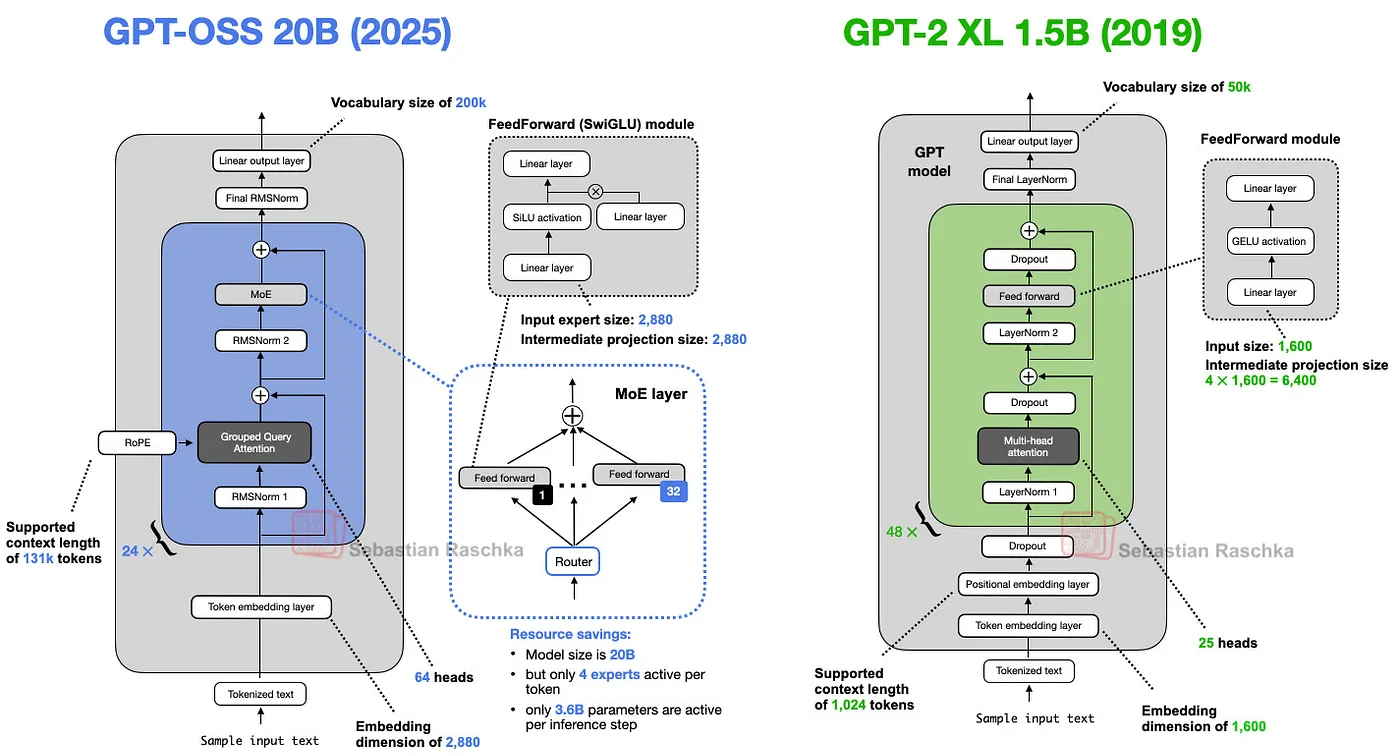 GPT-OSS 20B (2025)
Vocabulary size of 200k
Linear output layer
Final RMSNorm
MoE
RMSNorm 2
Grouped Query
Attention
RoPE
RMSNorm 1
Supported
context length
of 131k tokens
24 ×
Token embedding layer
Tokenized text
Sample input text
64 heads
Embedding
dimension of 2,880
FeedForward (SwiGLU) module
Linear layer
SiLU activation
Linear layer
Linear layer
Input expert size: 2,880
Intermediate projection size: 2,880
MoE layer
Feed forward
1
Feed forward
32
Router
Resource savings:
• Model size is 20B
• but only 4 experts active per
token
• only 3.6B parameters are active
per inference step
Sebastian Raschka
GPT-2 XL 1.5B (2019)
Vocabulary size of 50k
GPT
model
Linear output layer
Final LayerNorm
Dropout
Feed forward
LayerNorm 2
Dropout
Multi-head
attention
LayerNorm 1
48 ×
Dropout
Positional embedding layer
Token embedding layer
Tokenized text
Sample input text
Supported
context length
of 1,024 tokens
25 heads
Embedding
dimension of 1,600
FeedForward module
Linear layer
GELU activation
Linear layer
Input size: 1,600
Intermediate projection size
4 × 1,600 = 6,400
Sebastian Raschka